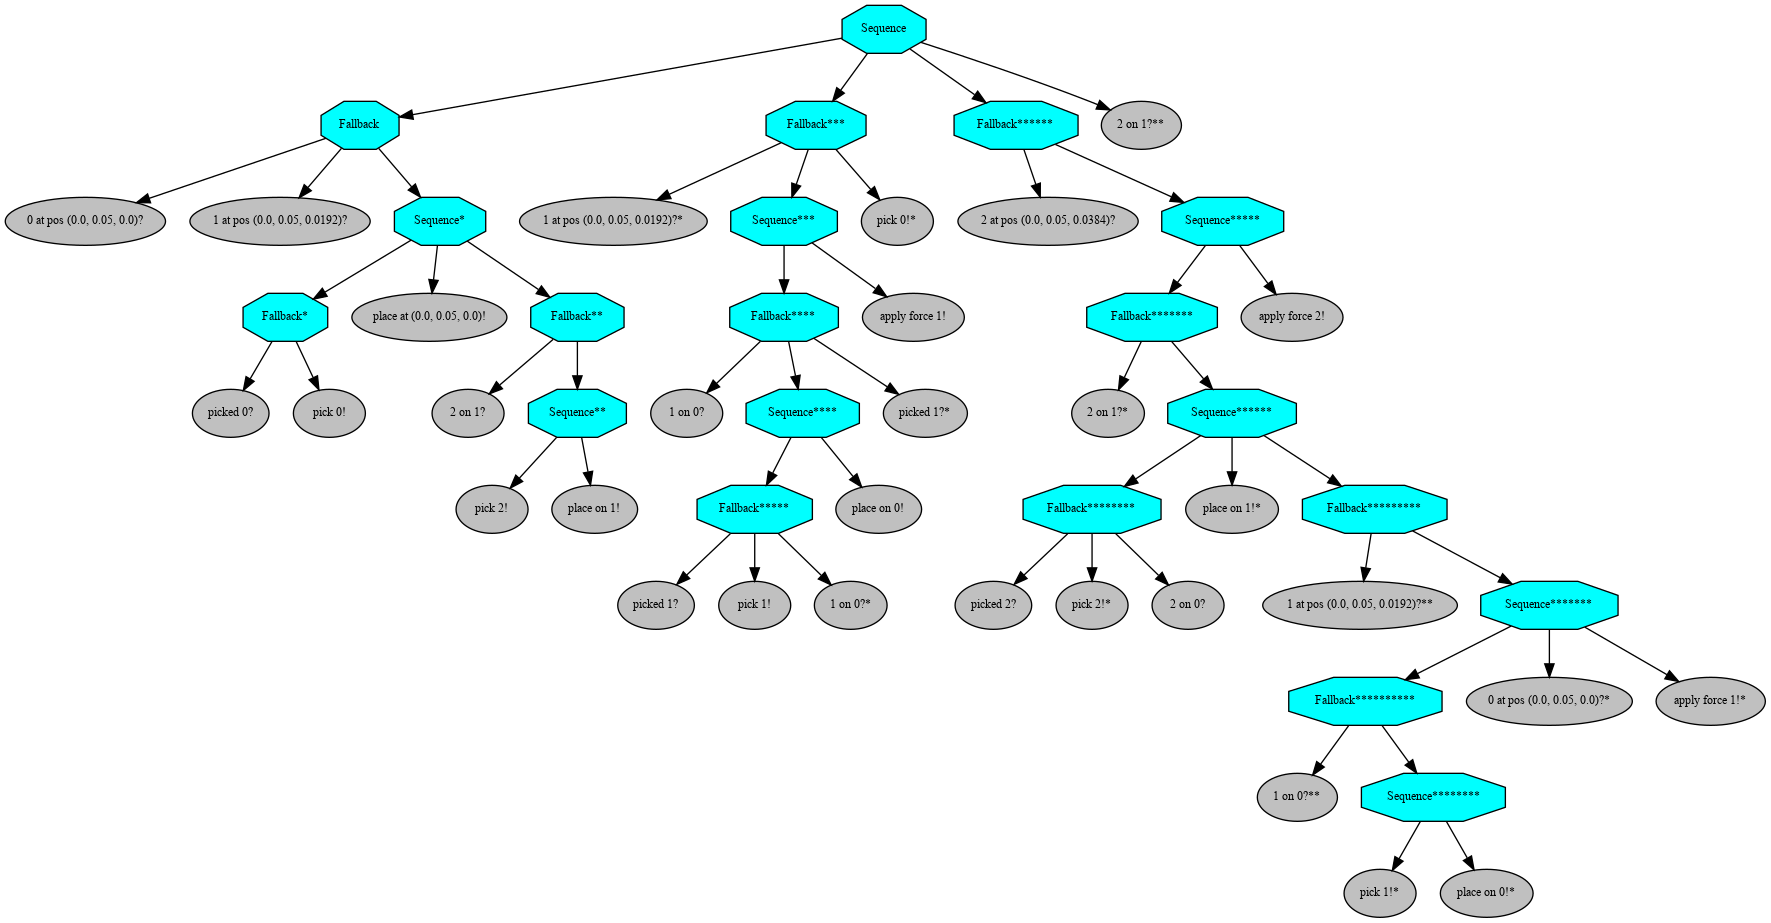 Sequence
Fallback
Fallback***
Fallback******
2 on 1?**
0 at pos (0.0, 0.05, 0.0)?
1 at pos (0.0, 0.05, 0.0192)?
Sequence*
1 at pos (0.0, 0.05, 0.0192)?*
Sequence***
pick 0!*
2 at pos (0.0, 0.05, 0.0384)?
Sequence*****
Fallback*
place at (0.0, 0.05, 0.0)!
Fallback**
Fallback****
apply force 1!
Fallback*******
apply force 2!
picked 0?
pick 0!
2 on 1?
Sequence**
1 on 0?
Sequence****
picked 1?*
2 on 1?*
Sequence******
pick 2!
place on 1!
Fallback*****
place on 0!
Fallback********
place on 1!*
Fallback*********
picked 1?
pick 1!
1 on 0?*
picked 2?
pick 2!*
2 on 0?
1 at pos (0.0, 0.05, 0.0192)?**
Sequence*******
Fallback**********
0 at pos (0.0, 0.05, 0.0)?*
apply force 1!*
1 on 0?**
Sequence********
pick 1!*
place on 0!*